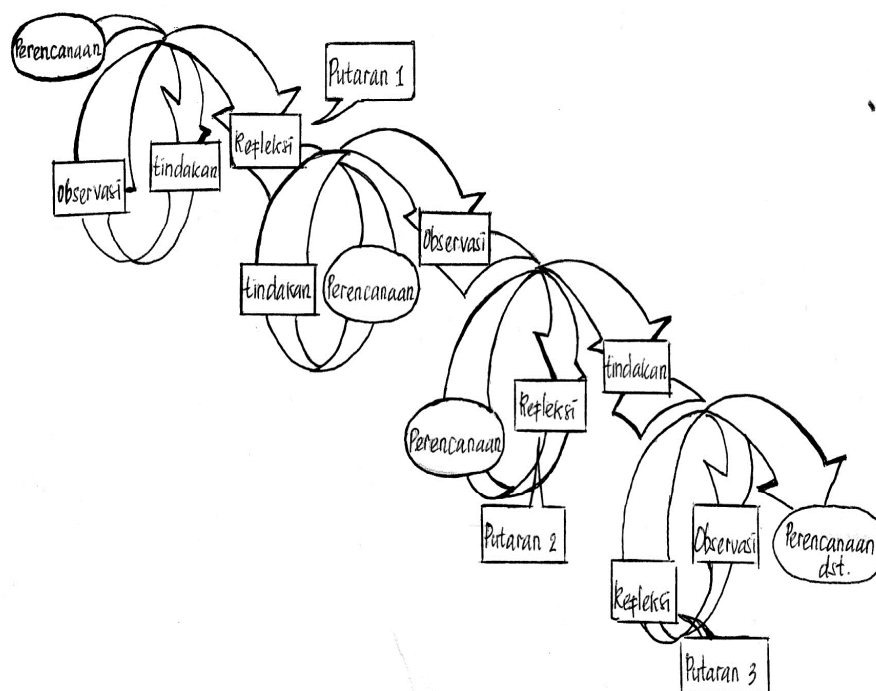 Perencanaan
Putaran 1
Refleksi
tindakan
Observasi
Observasi
tindakan
Perencanaan
tindakan
Refleksi
Perencanaan
Putaran 2
Observasi
Perencanaan
dst.
Refleksi
Putaran 3